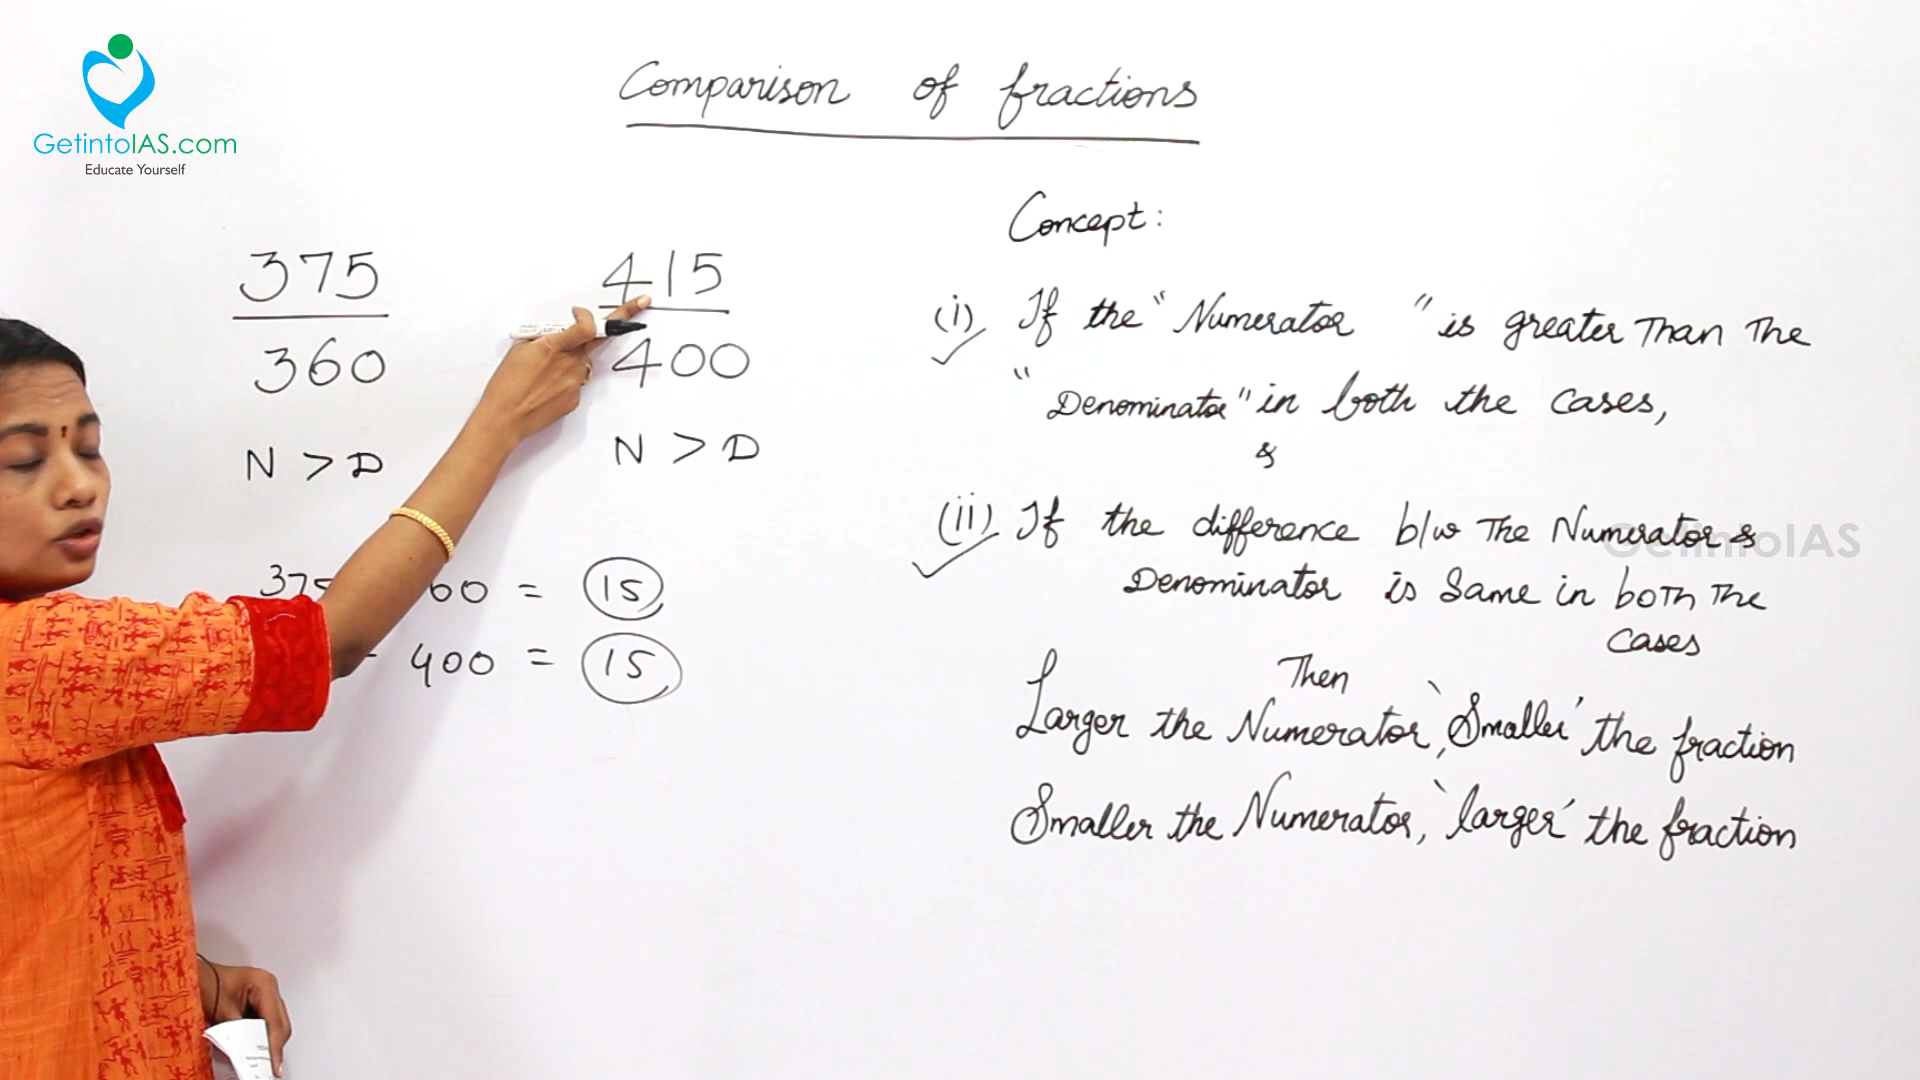 GetintoIAS.com
Educate Yourself
Comparison of fractions
375
360
N > D
415
400
N > D
375 60 = 15
- 400 = 15
Concept:
(i) If the "Numerator " is greater Than The
" Denominator" in both the cases,
&
(ii) If the difference b/w The Numerator &
Denominator is Same in both The
Cases
Then
Larger the Numerator, `Smaller' the fraction
Smaller the Numerator, `larger' the fraction
GetintoIAS